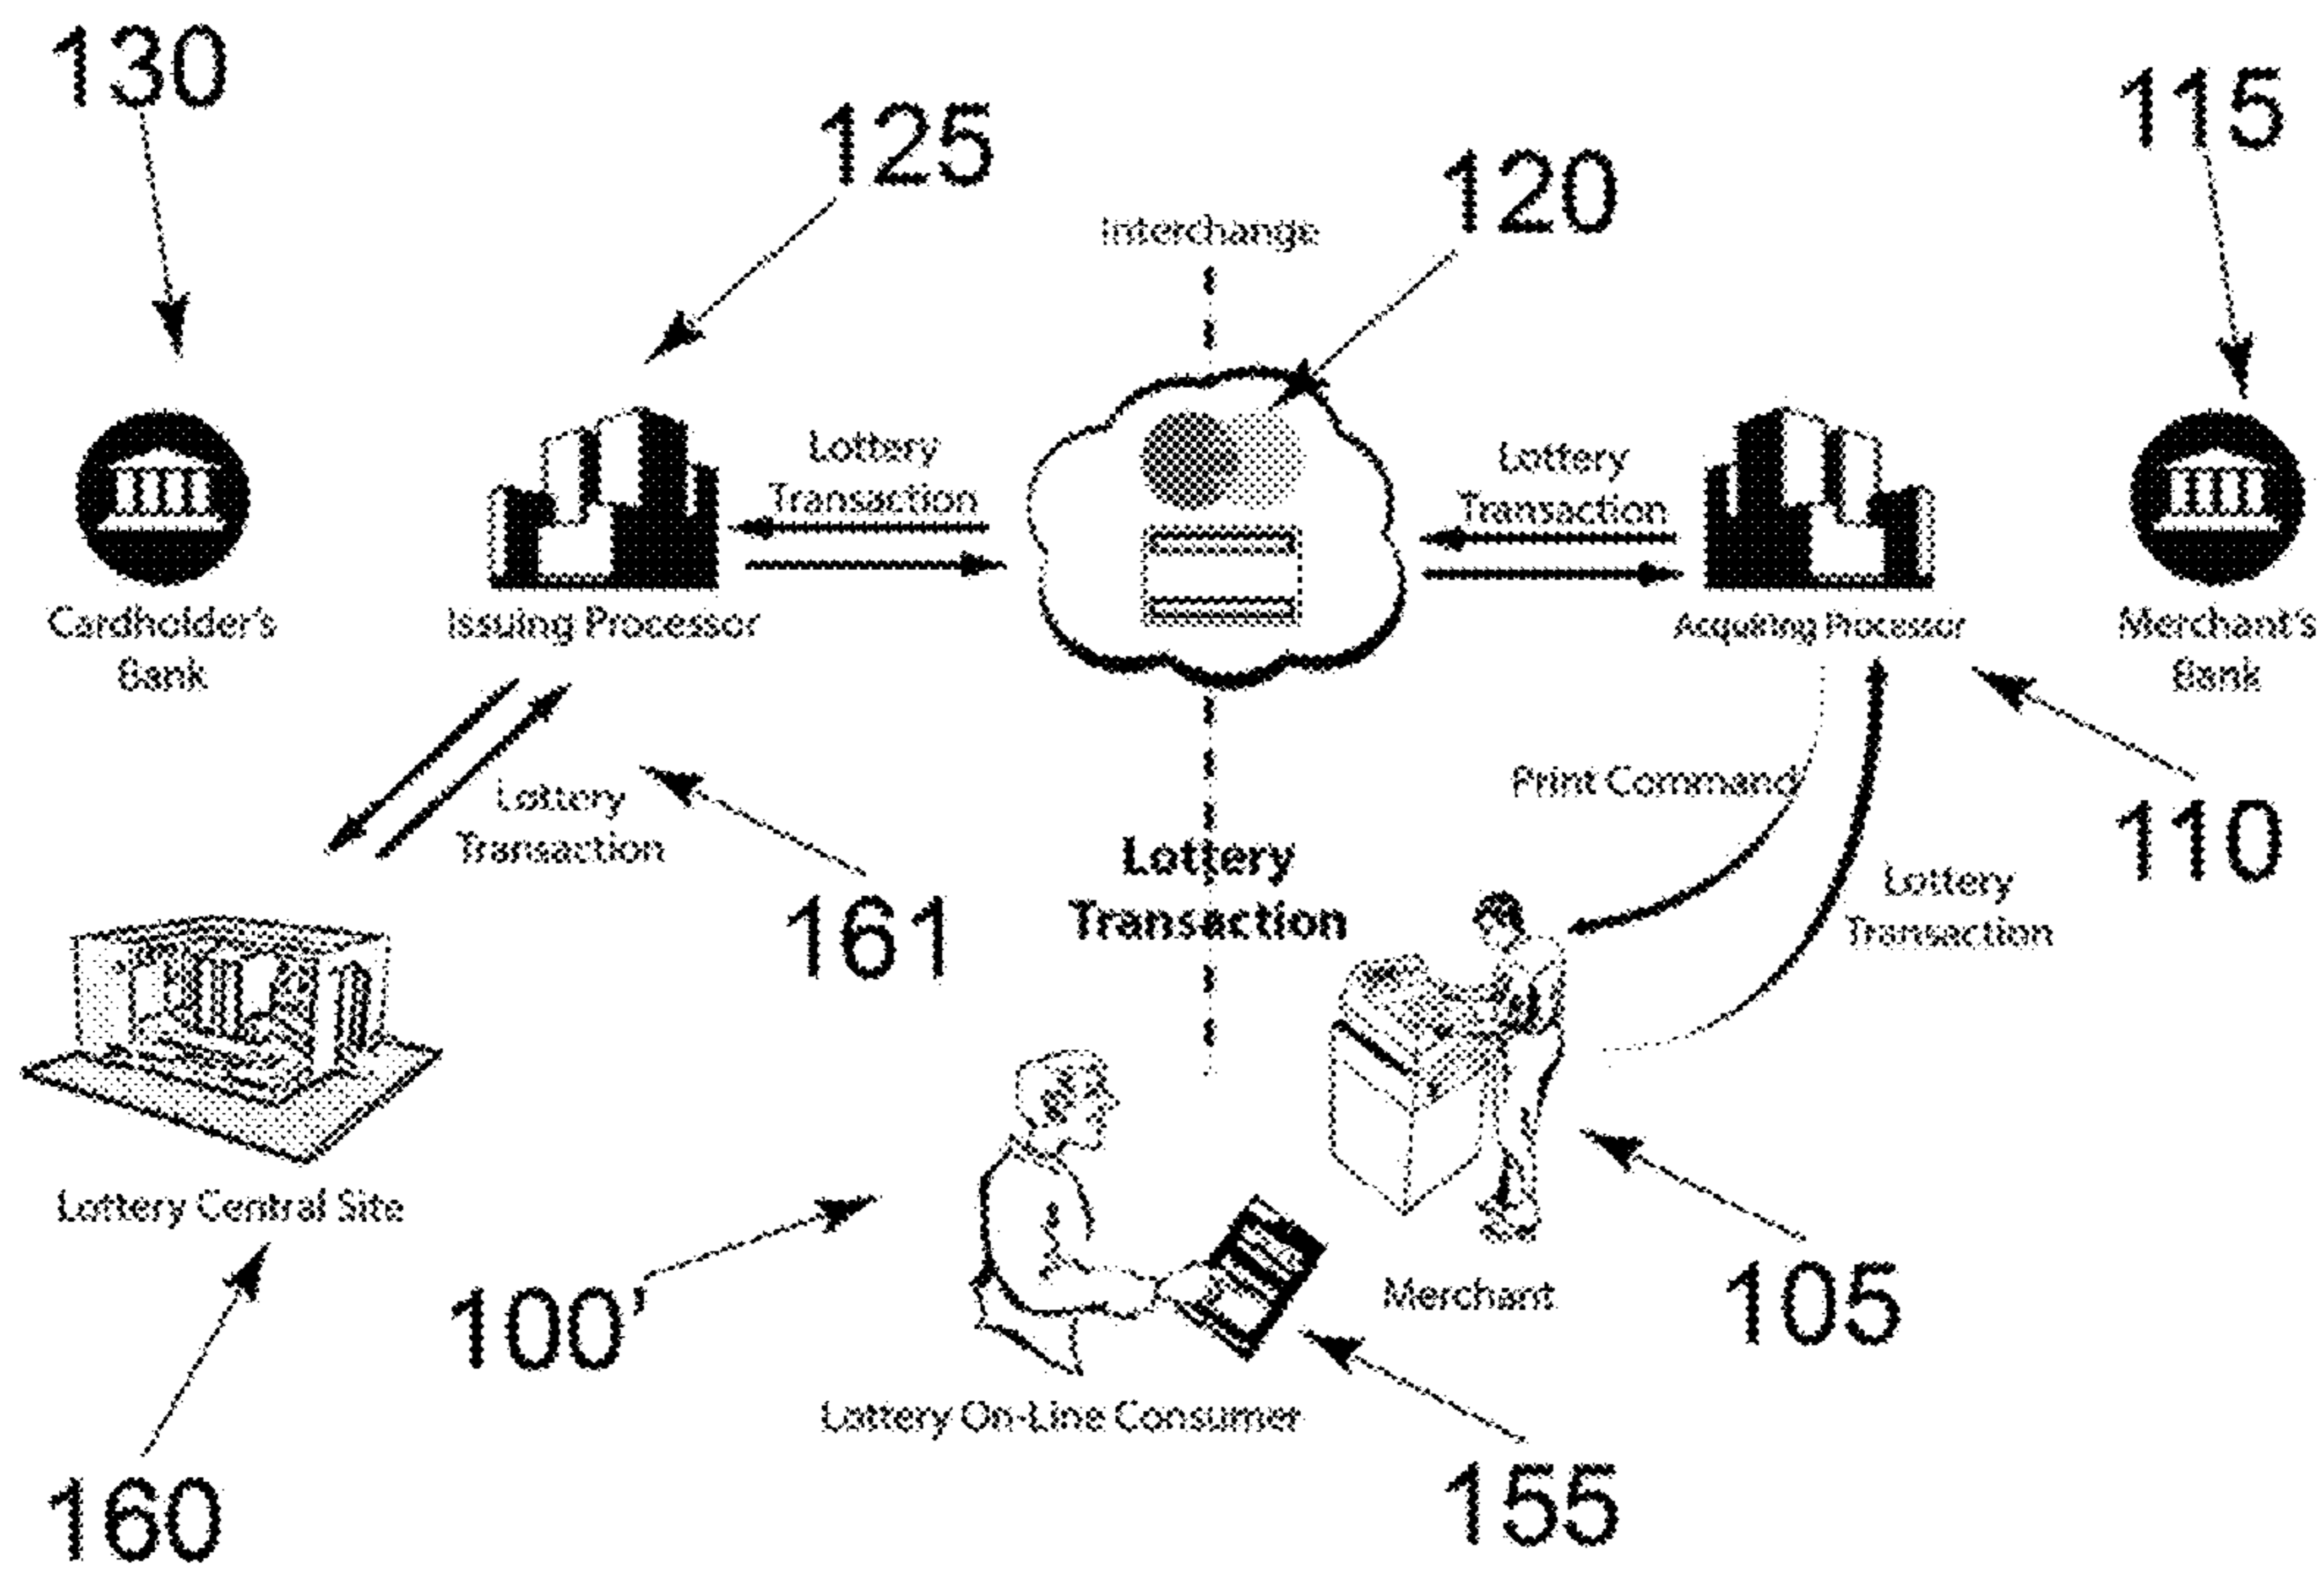 130
115
125
120
Interchange
Lottery
Transaction
Lottery
Transaction
Cardholder's
Bank
Issuing Processor
Acquiring Processor
Merchant's
Bank
Print Command
Lottery
Transaction
110
Lottery
Transaction
Lottery
Transaction
161
Lottery Central Site
100'
Merchant
105
Lottery On-Line Consumer
160
155